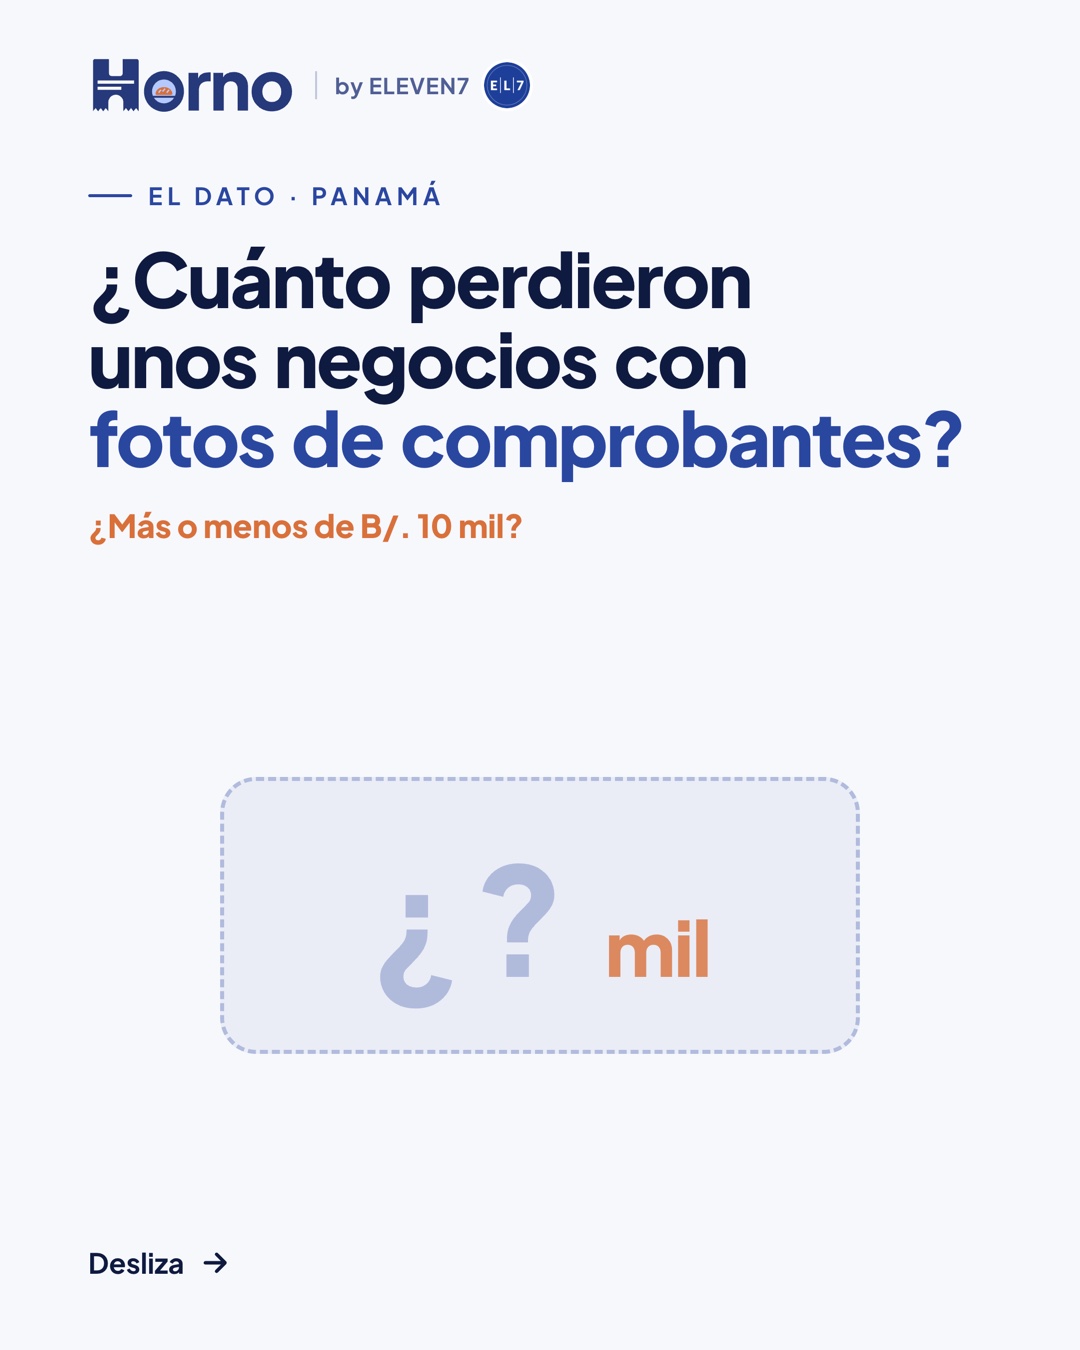 Horno by ELEVEN7 E|L|7
EL DATO · PANAMÁ
¿Cuánto perdieron
unos negocios con
fotos de comprobantes?
¿Más o menos de B/. 10 mil?
¿? mil
Desliza →